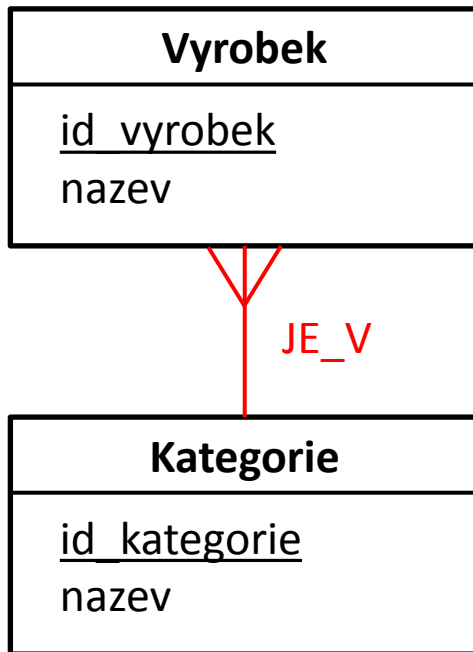 Vyrobek
id_vyrobek
nazev
JE_V
Kategorie
id_kategorie
nazev